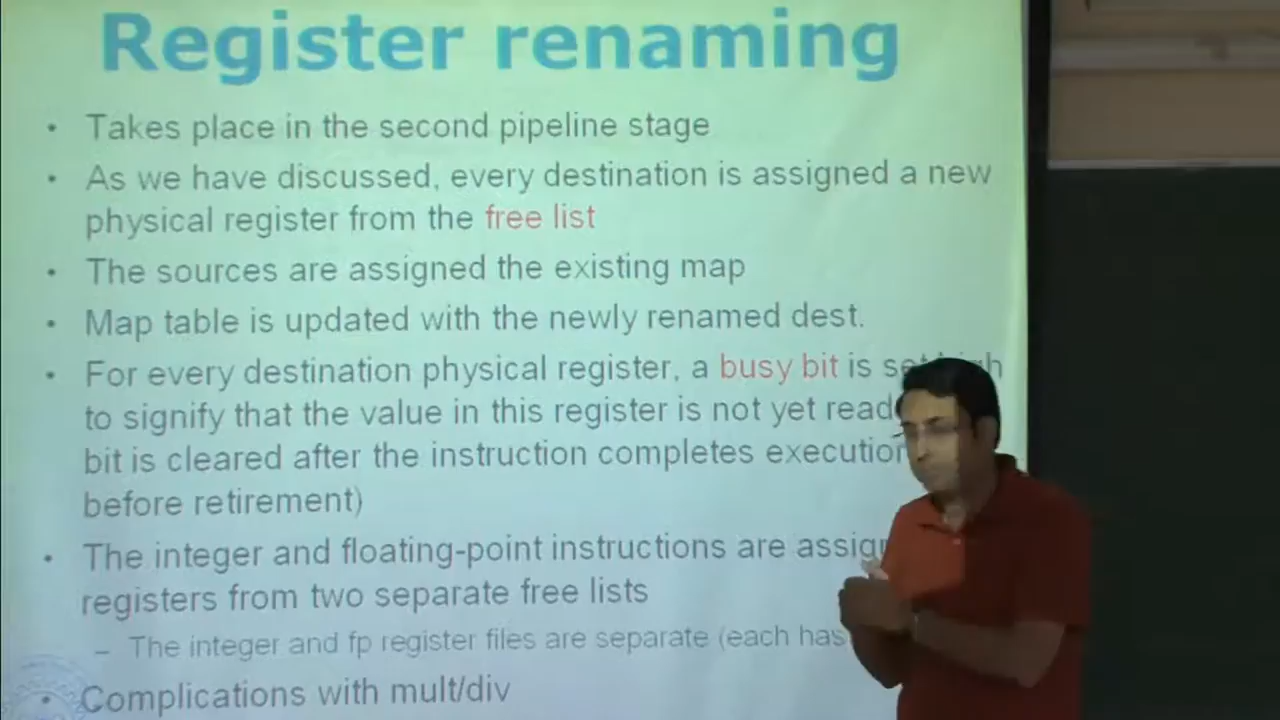 Register renaming
• Takes place in the second pipeline stage
• As we have discussed, every destination is assigned a new
physical register from the free list
• The sources are assigned the existing map
• Map table is updated with the newly renamed dest.
• For every destination physical register, a busy bit is
to signify that the value in this register is not yet
bit is cleared after the instruction completes
before retirement)
• The integer and floating-point instructions are
registers from two separate free lists
– The integer and fp register files are separate (each has
• Complications with mult/div